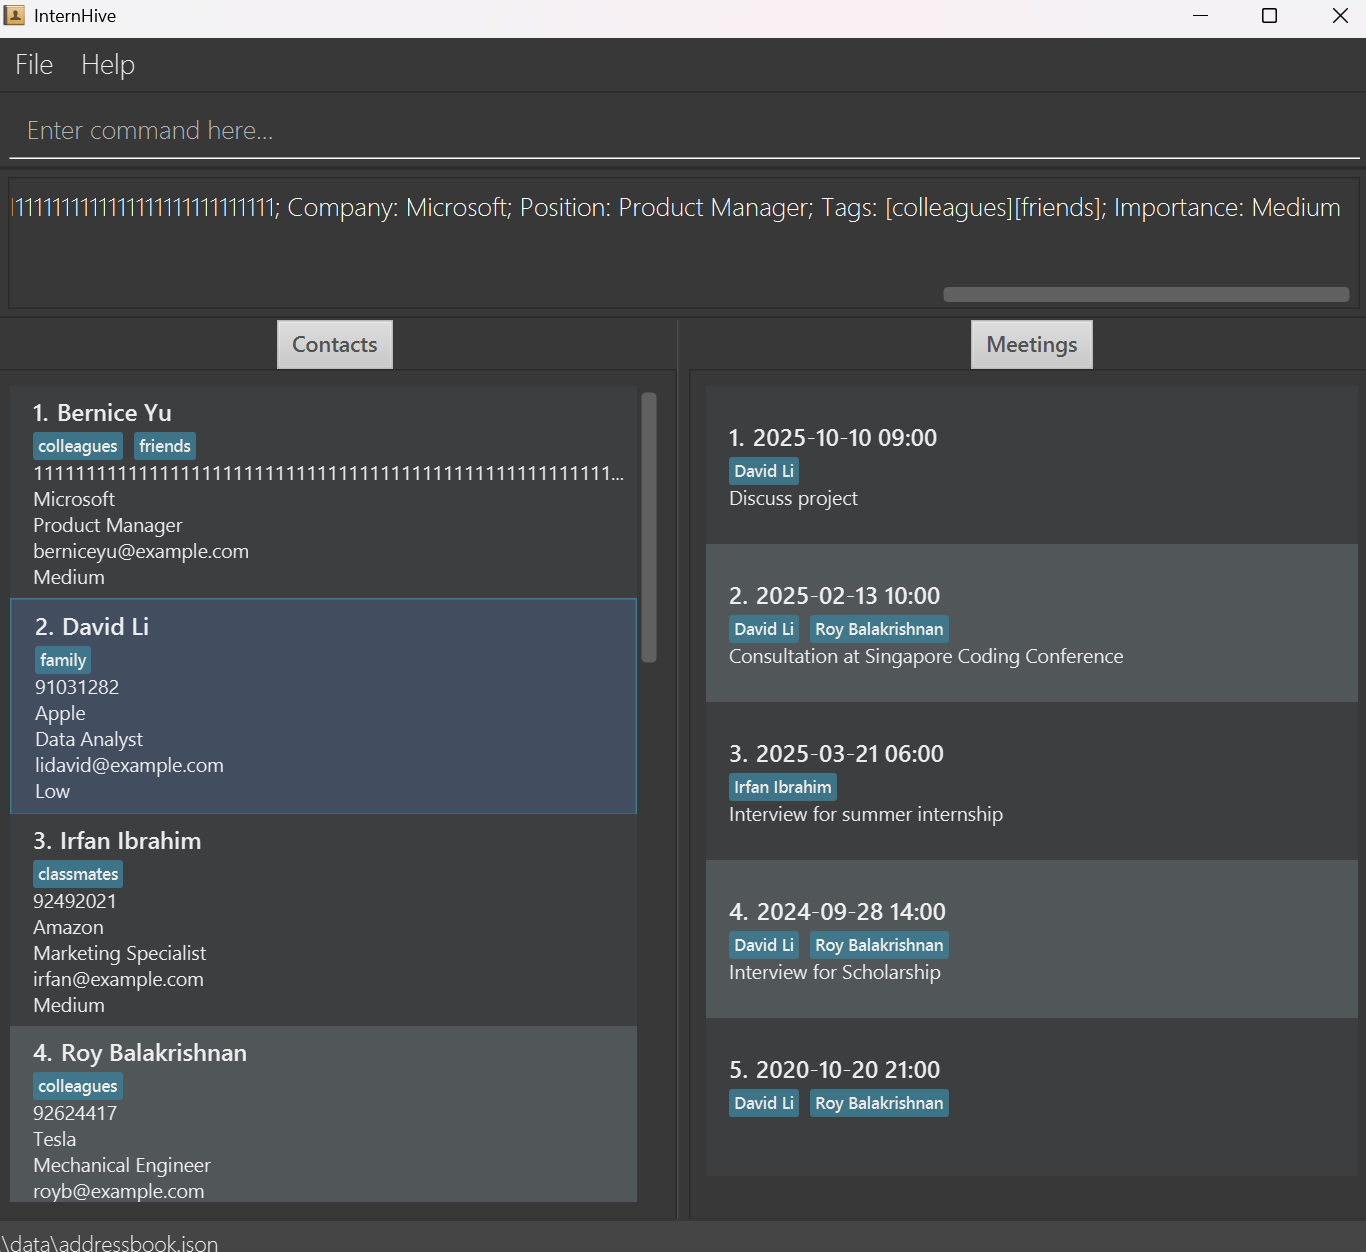 InternHive
File Help
Enter command here...
11111111111111111111111111111; Company: Microsoft; Position: Product Manager; Tags: [colleagues][friends]; Importance: Medium
Contacts
1. Bernice Yu
colleagues friends
1111111111111111111111111111111111111111111111111111111...
Microsoft
Product Manager
berniceyu@example.com
Medium
2. David Li
family
91031282
Apple
Data Analyst
lidavid@example.com
Low
3. Irfan Ibrahim
classmates
92492021
Amazon
Marketing Specialist
irfan@example.com
Medium
4. Roy Balakrishnan
colleagues
92624417
Tesla
Mechanical Engineer
royb@example.com
Meetings
1. 2025-10-10 09:00
David Li
Discuss project
2. 2025-02-13 10:00
David Li Roy Balakrishnan
Consultation at Singapore Coding Conference
3. 2025-03-21 06:00
Irfan Ibrahim
Interview for summer internship
4. 2024-09-28 14:00
David Li Roy Balakrishnan
Interview for Scholarship
5. 2020-10-20 21:00
David Li Roy Balakrishnan
\data\addressbook.json